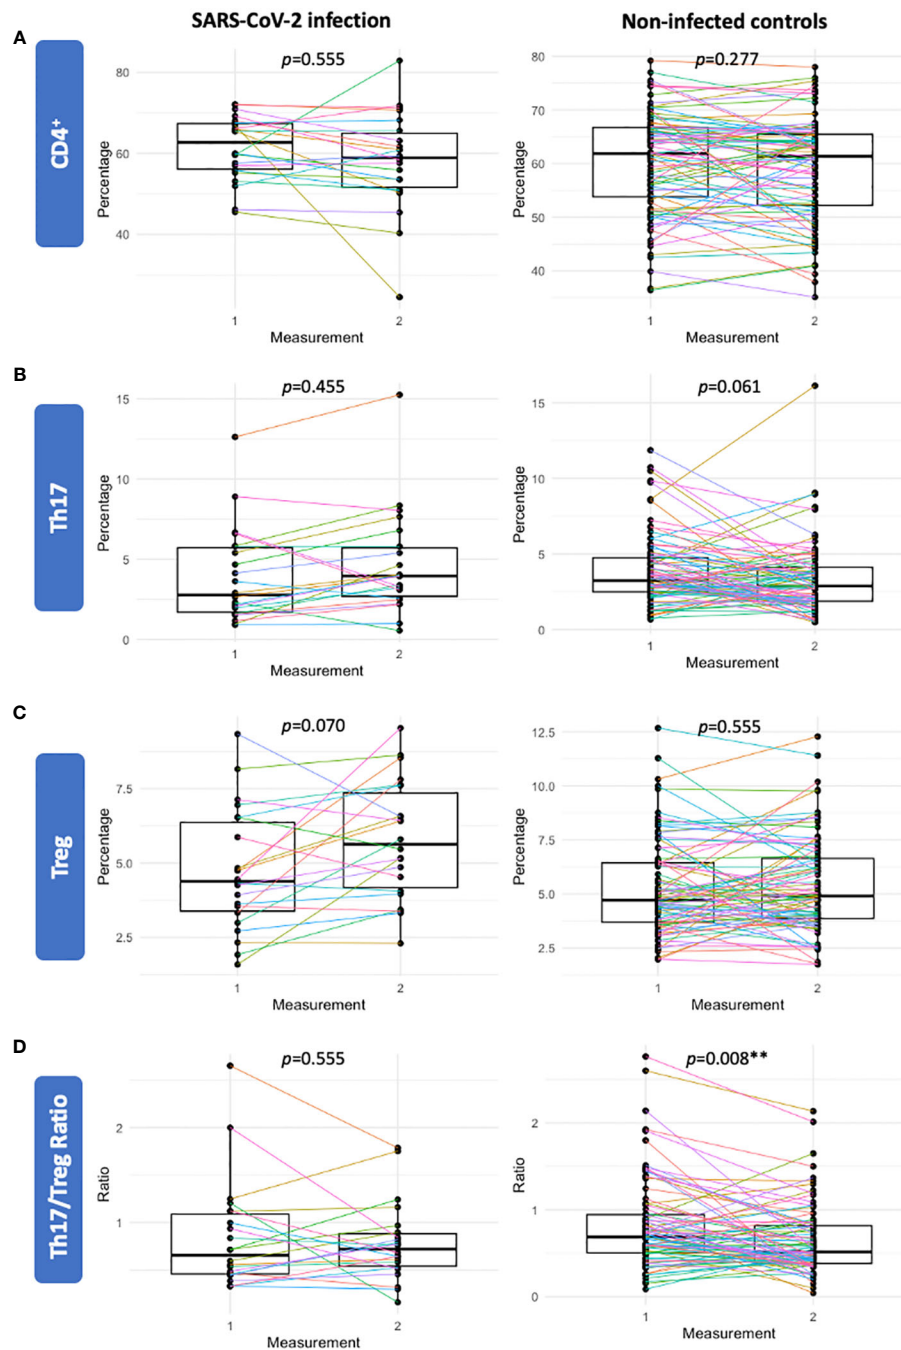 SARS-CoV-2 infection
Non-infected controls
A
CD4+
p=0.555
Percentage
80
60
40
1
2
Measurement
p=0.277
Percentage
80
70
60
50
40
1
2
Measurement
B
Th17
p=0.455
Percentage
15
10
5
0
1
2
Measurement
p=0.061
Percentage
15
10
5
0
1
2
Measurement
C
Treg
p=0.070
Percentage
7.5
5.0
2.5
1
2
Measurement
p=0.555
Percentage
12.5
10.0
7.5
5.0
2.5
1
2
Measurement
D
Th17/Treg Ratio
p=0.555
Ratio
2
1
1
2
Measurement
p=0.008**
Ratio
2
1
0
1
2
Measurement